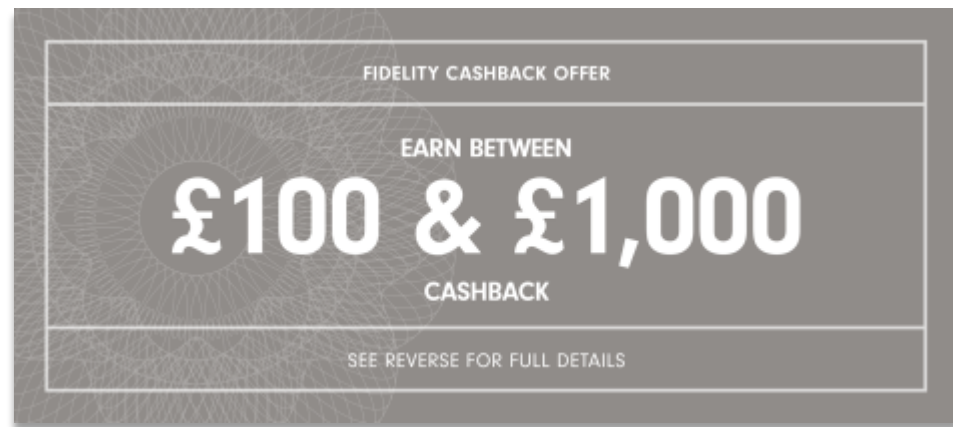 FIDELITY CASHBACK OFFER
EARN BETWEEN
£100 & £1,000
CASHBACK
SEE REVERSE FOR FULL DETAILS